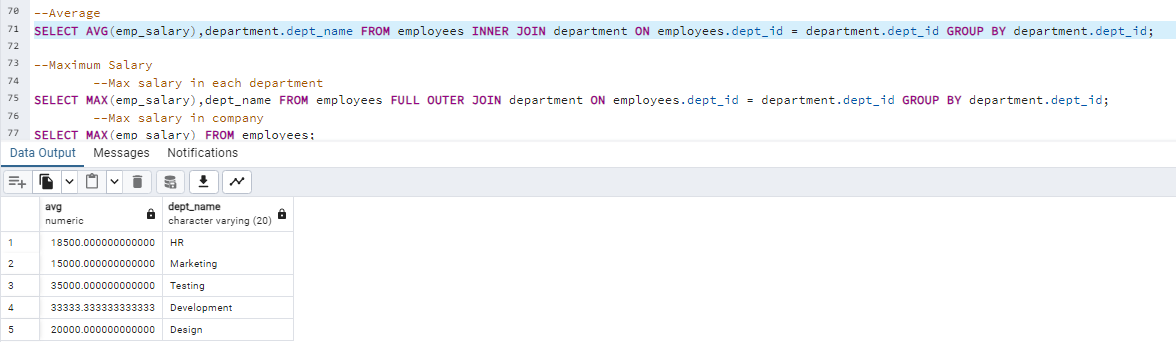 70 --Average
71 SELECT AVG(emp_salary),department.dept_name FROM employees INNER JOIN department ON employees.dept_id = department.dept_id GROUP BY department.dept_id;
72
73 --Maximum Salary
74 --Max salary in each department
75 SELECT MAX(emp_salary),dept_name FROM employees FULL OUTER JOIN department ON employees.dept_id = department.dept_id GROUP BY department.dept_id;
76 --Max salary in company
77 SELECT MAX(emp_salary) FROM employees;
Data Output Messages Notifications
avg dept_name
numeric character varying (20)
1 18500.000000000000 HR
2 15000.000000000000 Marketing
3 35000.000000000000 Testing
4 33333.333333333333 Development
5 20000.000000000000 Design